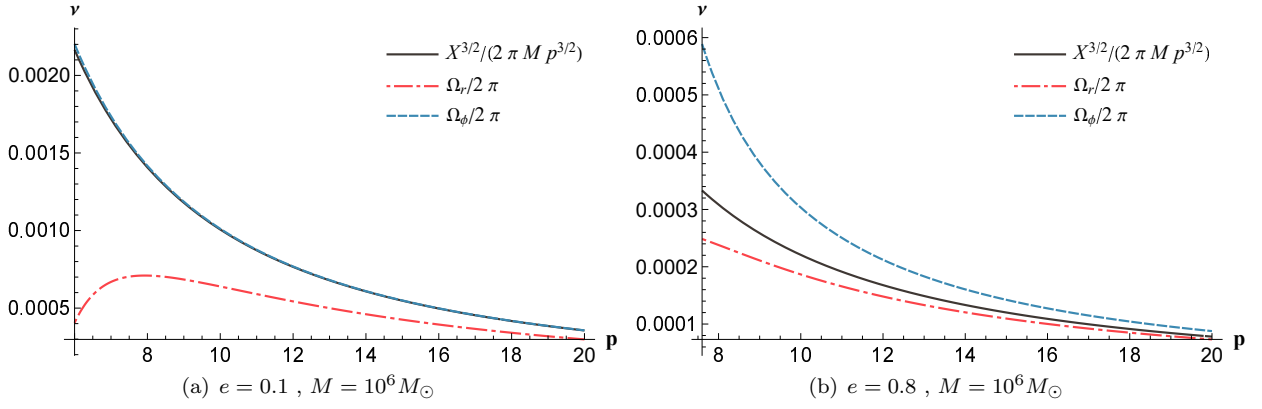 ν
0.0020
0.0015
0.0010
0.0005
8 10 12 14 16 18 20
p
X^{3/2}/(2 π M p^{3/2})
Ω_r/2 π
Ω_ϕ/2 π
(a) e = 0.1 , M = 10^6 M_⊙
ν
0.0006
0.0005
0.0004
0.0003
0.0002
0.0001
8 10 12 14 16 18 20
p
X^{3/2}/(2 π M p^{3/2})
Ω_r/2 π
Ω_ϕ/2 π
(b) e = 0.8 , M = 10^6 M_⊙